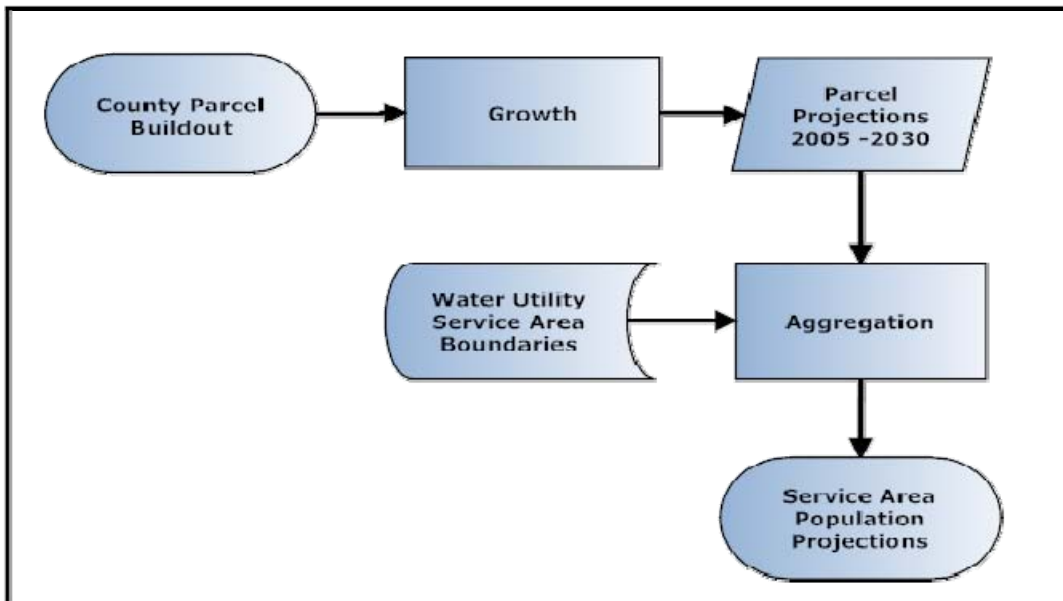 County Parcel
Buildout
Growth
Parcel
Projections
2005 –2030
Water Utility
Service Area
Boundaries
Aggregation
Service Area
Population
Projections